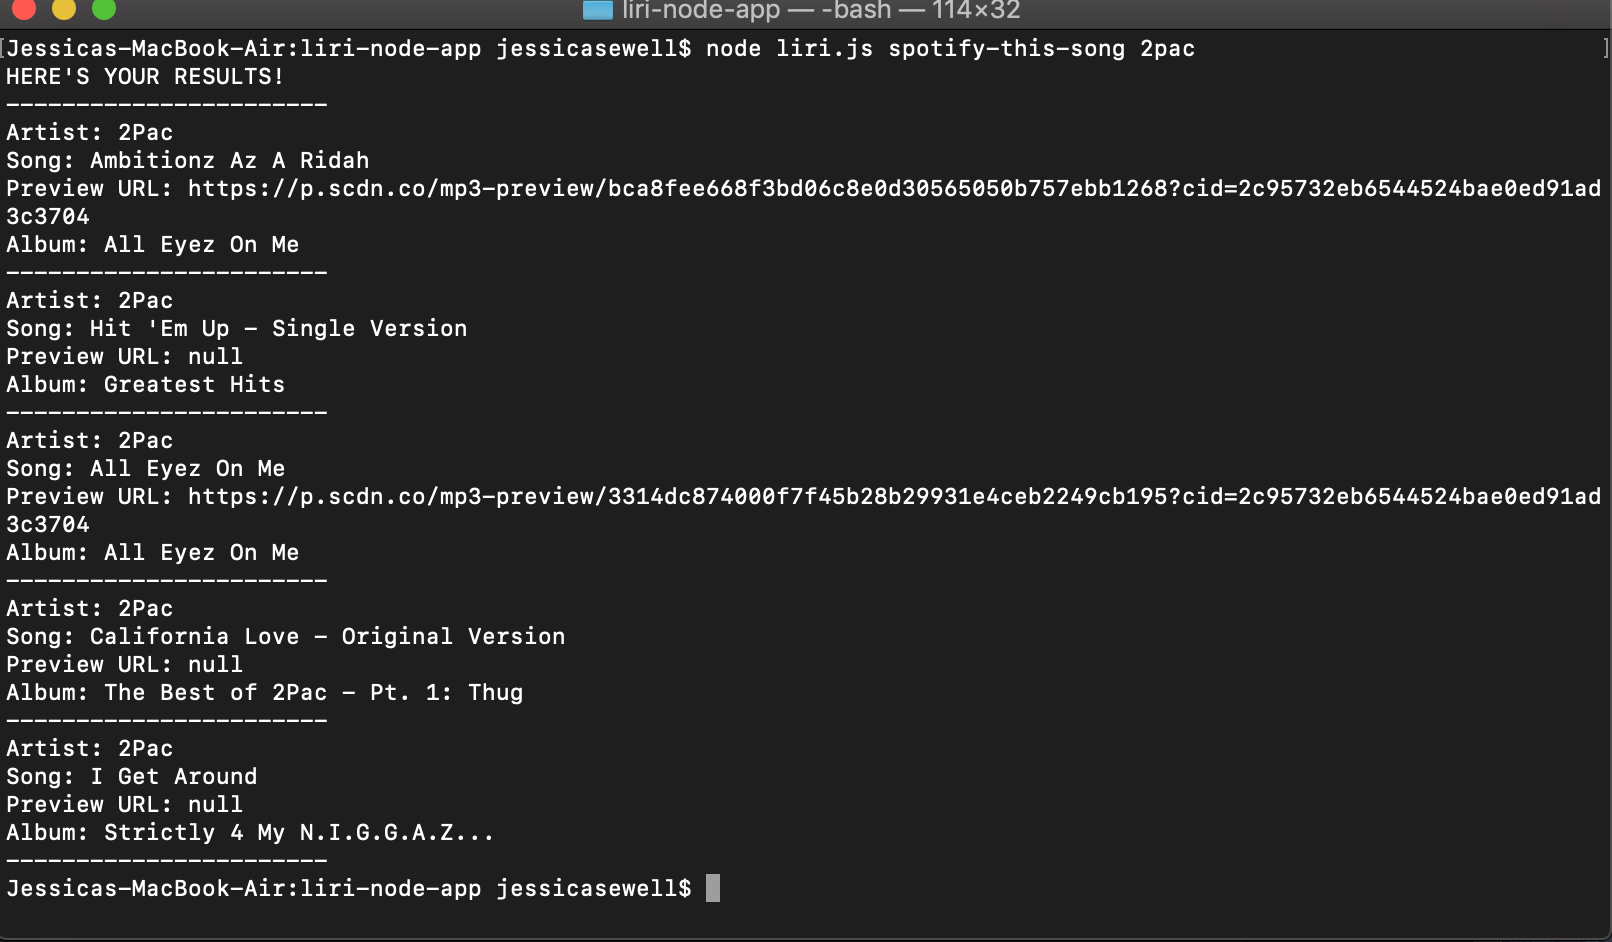 liri-node-app — -bash — 114×32
[Jessicas-MacBook-Air:liri-node-app jessicasewell$ node liri.js spotify-this-song 2pac ]
HERE'S YOUR RESULTS!
-----------------------
Artist: 2Pac
Song: Ambitionz Az A Ridah
Preview URL: https://p.scdn.co/mp3-preview/bca8fee668f3bd06c8e0d30565050b757ebb1268?cid=2c95732eb6544524bae0ed91ad
3c3704
Album: All Eyez On Me
-----------------------
Artist: 2Pac
Song: Hit 'Em Up - Single Version
Preview URL: null
Album: Greatest Hits
-----------------------
Artist: 2Pac
Song: All Eyez On Me
Preview URL: https://p.scdn.co/mp3-preview/3314dc874000f7f45b28b29931e4ceb2249cb195?cid=2c95732eb6544524bae0ed91ad
3c3704
Album: All Eyez On Me
-----------------------
Artist: 2Pac
Song: California Love - Original Version
Preview URL: null
Album: The Best of 2Pac - Pt. 1: Thug
-----------------------
Artist: 2Pac
Song: I Get Around
Preview URL: null
Album: Strictly 4 My N.I.G.G.A.Z...
-----------------------
Jessicas-MacBook-Air:liri-node-app jessicasewell$